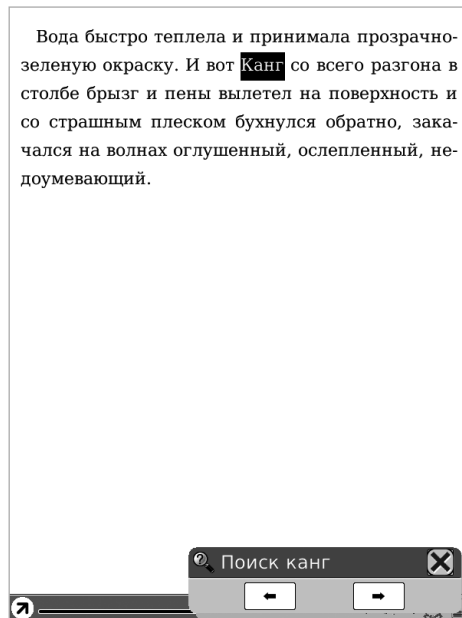 Вода быстро теплела и принимала прозрачно-
зеленую окраску. И вот Канг со всего разгона в
столбе брызг и пены вылетел на поверхность и
со страшным плеском бухнулся обратно, зака-
чался на волнах оглушенный, ослепленный, не-
доумевающий.
Поиск канг